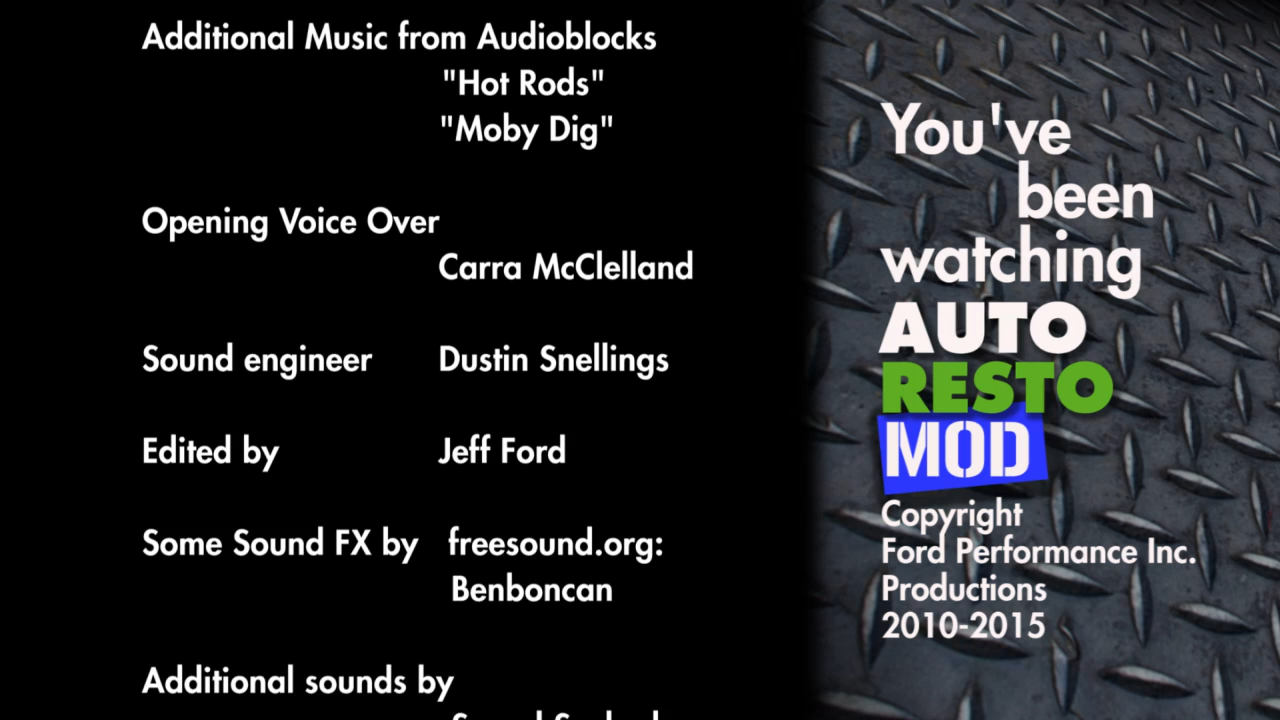 Additional Music from Audioblocks
"Hot Rods"
"Moby Dig"
Opening Voice Over
Carra McClelland
Sound engineer Dustin Snellings
Edited by Jeff Ford
Some Sound FX by freesound.org:
Benboncan
Additional sounds by
You've
been
watching
AUTO
RESTO
MOD
Copyright
Ford Performance Inc.
Productions
2010-2015